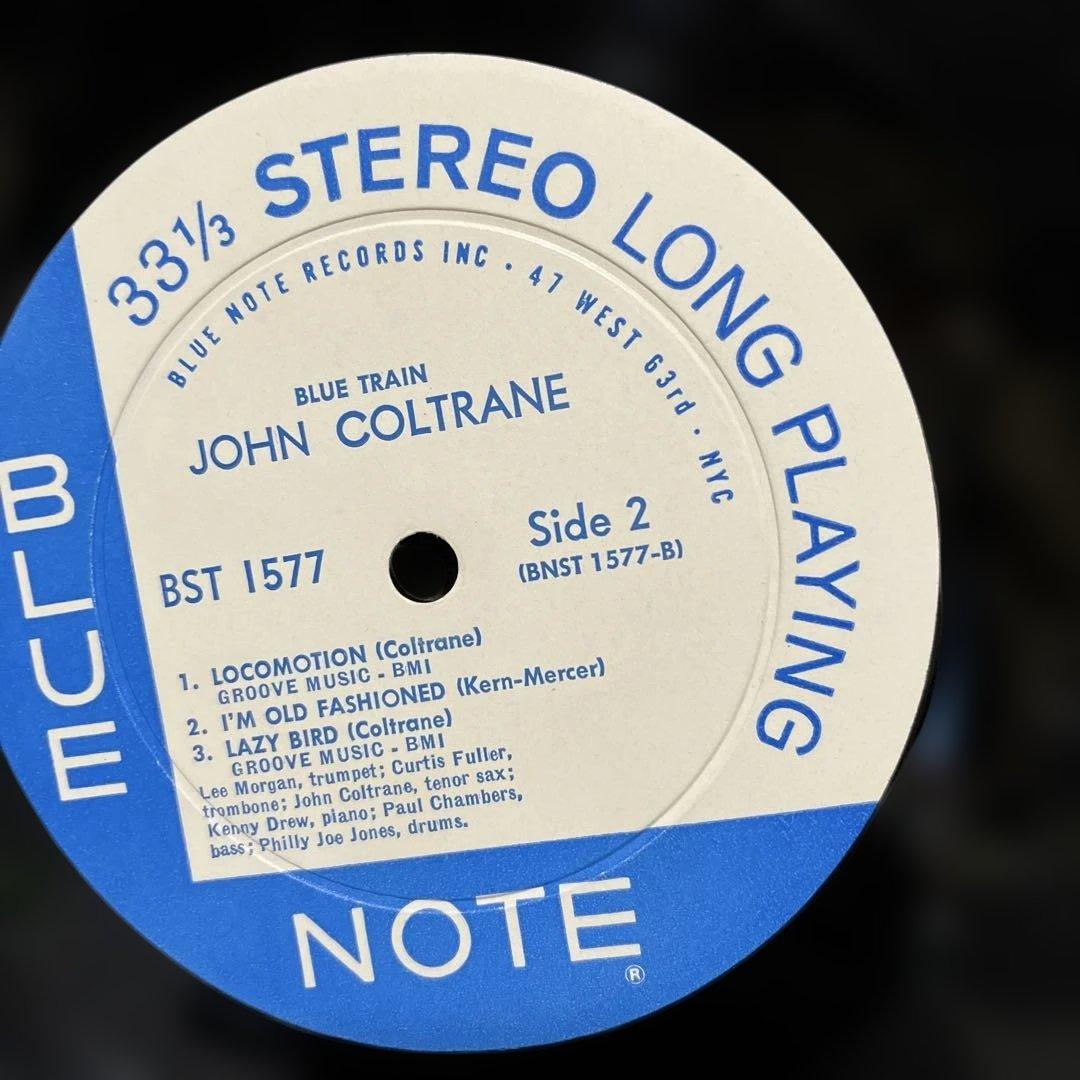 33⅓ STEREO LONG PLAYING
BLUE NOTE RECORDS INC · 47 WEST 63rd · NYC
BLUE TRAIN
JOHN COLTRANE
BST 1577
Side 2
(BNST 1577-B)
1. LOCOMOTION (Coltrane)
GROOVE MUSIC - BMI
2. I'M OLD FASHIONED (Kern-Mercer)
3. LAZY BIRD (Coltrane)
GROOVE MUSIC - BMI
Lee Morgan, trumpet; Curtis Fuller,
trombone; John Coltrane, tenor sax;
Kenny Drew, piano; Paul Chambers,
bass; Philly Joe Jones, drums.
BLUE
NOTE ®